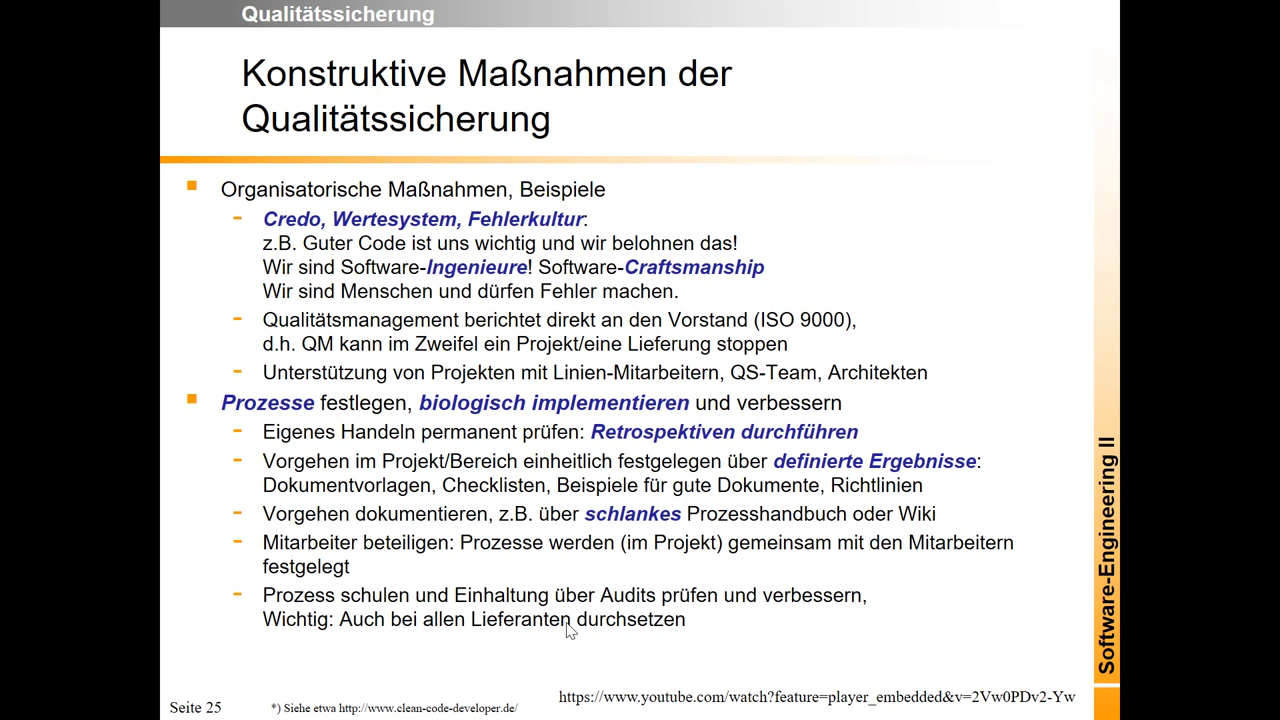 Qualitätssicherung
Konstruktive Maßnahmen der
Qualitätssicherung
Organisatorische Maßnahmen, Beispiele
Credo, Wertesystem, Fehlerkultur:
z.B. Guter Code ist uns wichtig und wir belohnen das!
Wir sind Software-Ingenieure! Software-Craftsmanship
Wir sind Menschen und dürfen Fehler machen.
Qualitätsmanagement berichtet direkt an den Vorstand (ISO 9000),
d.h. QM kann im Zweifel ein Projekt/eine Lieferung stoppen
Unterstützung von Projekten mit Linien-Mitarbeitern, QS-Team, Architekten
Prozesse festlegen, biologisch implementieren und verbessern
Eigenes Handeln permanent prüfen: Retrospektiven durchführen
Vorgehen im Projekt/Bereich einheitlich festgelegen über definierte Ergebnisse:
Dokumentvorlagen, Checklisten, Beispiele für gute Dokumente, Richtlinien
Vorgehen dokumentieren, z.B. über schlankes Prozesshandbuch oder Wiki
Mitarbeiter beteiligen: Prozesse werden (im Projekt) gemeinsam mit den Mitarbeitern
festgelegt
Prozess schulen und Einhaltung über Audits prüfen und verbessern,
Wichtig: Auch bei allen Lieferanten durchsetzen
Software-Engineering II
Seite 25
*) Siehe etwa http://www.clean-code-developer.de/
https://www.youtube.com/watch?feature=player_embedded&v=2Vw0PDv2-Yw